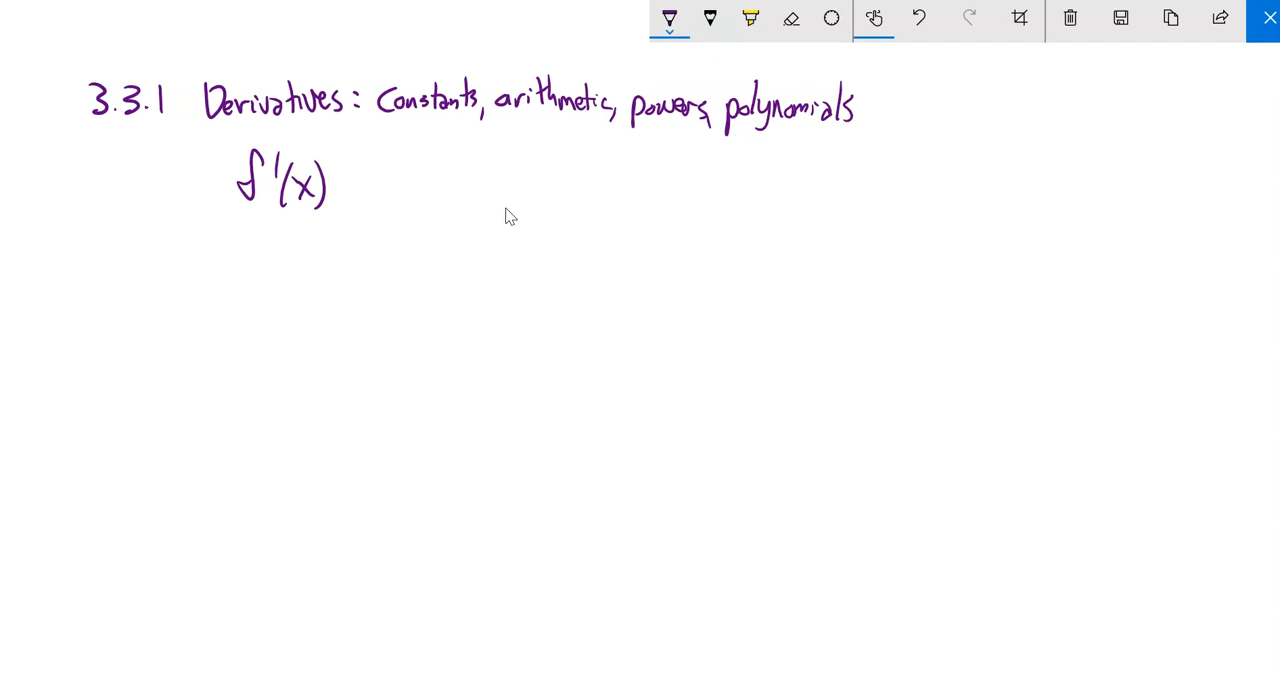 3.3.1 Derivatives: Constants, arithmetic, powers, polynomials
f'(x)